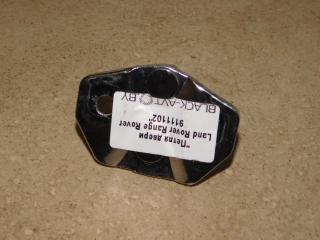 "Петля двери
Land Rover Range Rover
9111102"
BLACK-AVTO.BY